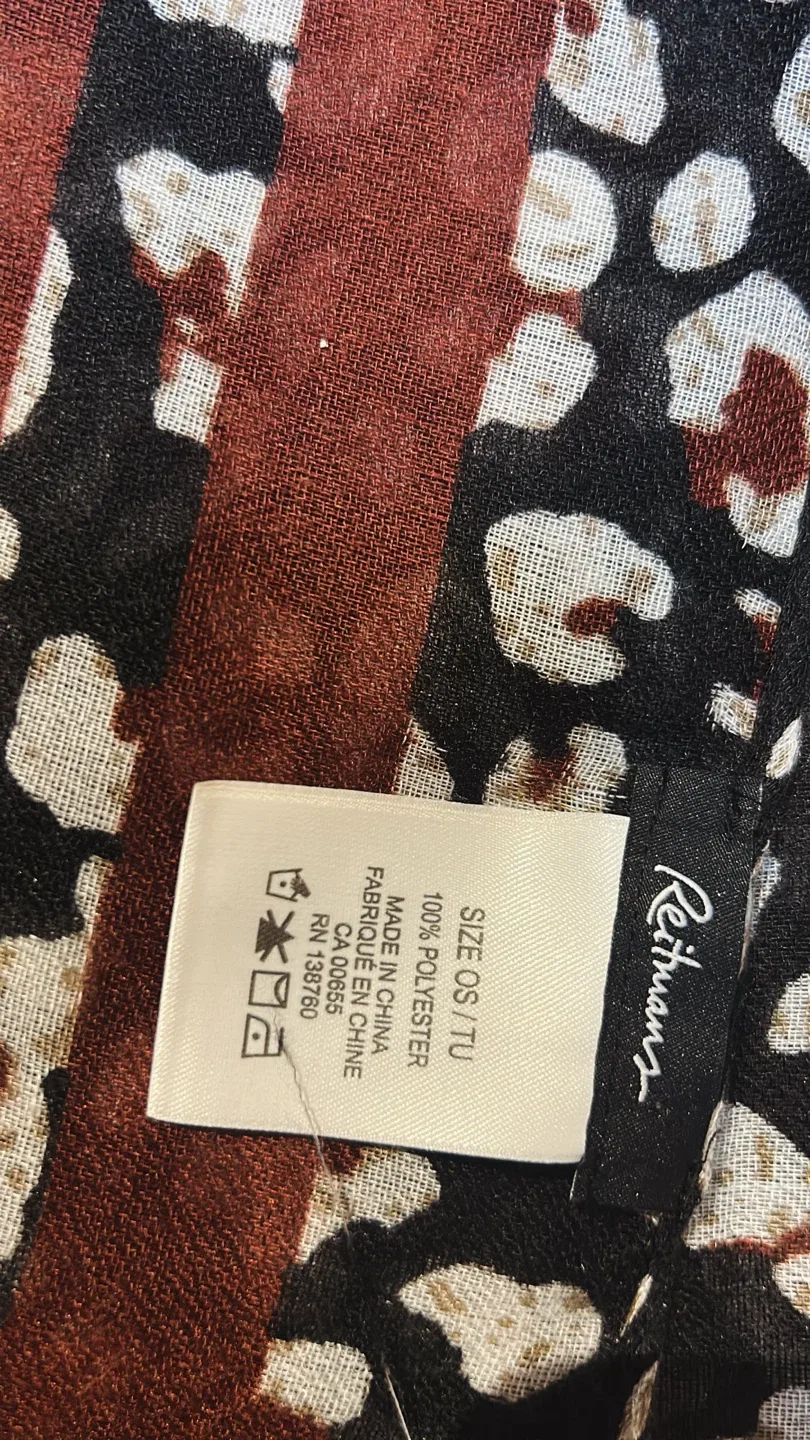 Reitmans
SIZE OS / TU
100% POLYESTER
MADE IN CHINA
FABRIQUÉ EN CHINE
CA 00655
RN 138760